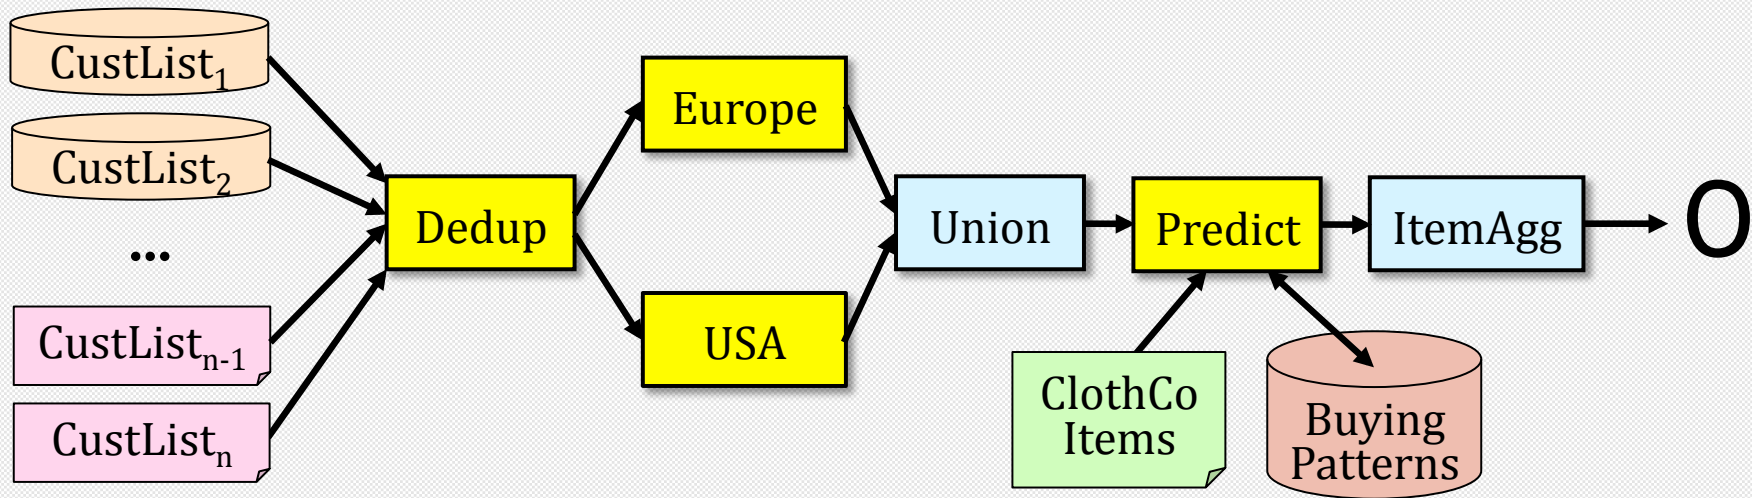 CustList₁
CustList₂
...
CustListₙ₋₁
CustListₙ
Dedup
Europe
USA
Union
Predict
ItemAgg
O
ClothCo
Items
Buying
Patterns